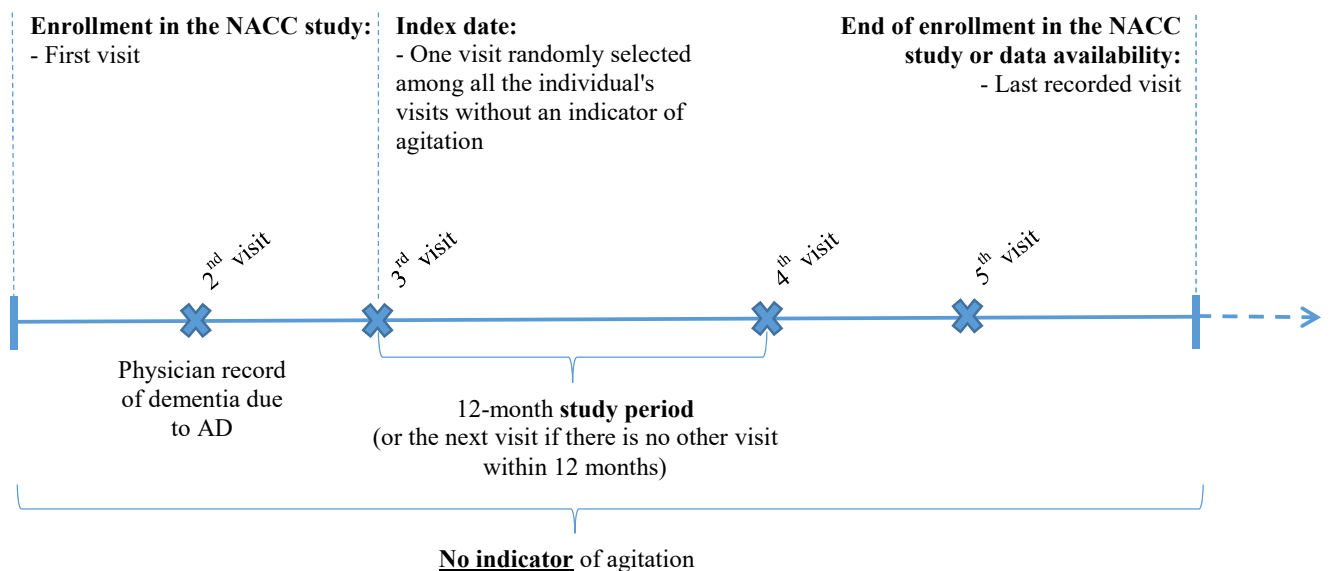 Enrollment in the NACC study:
- First visit
Index date:
- One visit randomly selected
among all the individual's
visits without an indicator of
agitation
End of enrollment in the NACC
study or data availability:
- Last recorded visit
2nd visit
3rd visit
4th visit
5th visit
Physician record
of dementia due
to AD
12-month study period
(or the next visit if there is no other visit
within 12 months)
No indicator of agitation